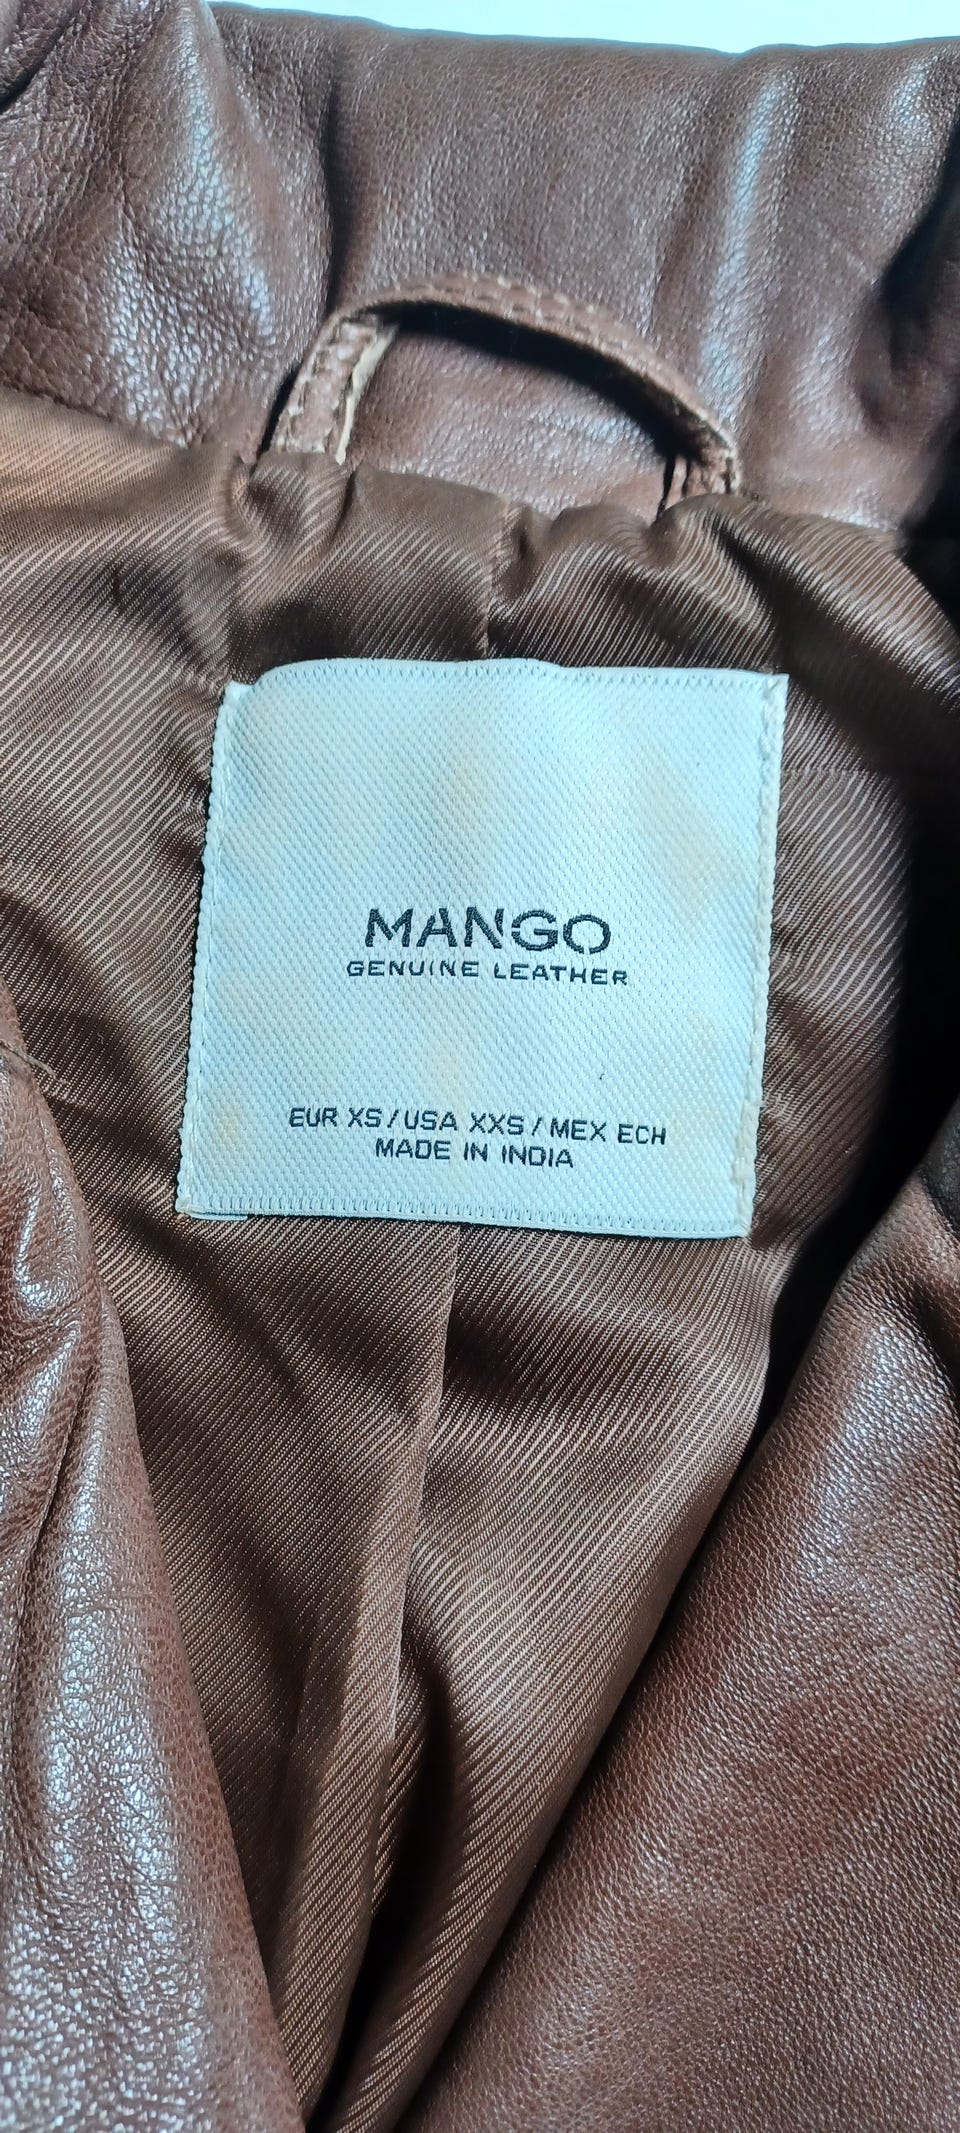 MANGO
GENUINE LEATHER
EUR XS / USA XXS / MEX ECH
MADE IN INDIA